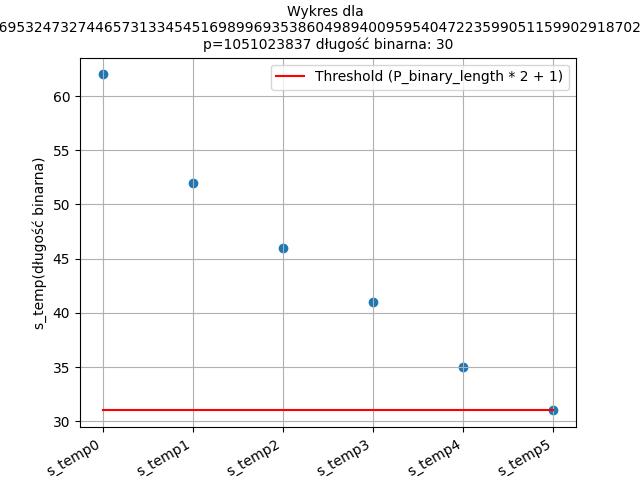 Wykres dla
6953247327446573133454516989969353860498940095954047223599051159902918702
p=1051023837 długość binarna: 30
Threshold (P_binary_length * 2 + 1)
s_temp(długość binarna)
60
55
50
45
40
35
30
s_temp0
s_temp1
s_temp2
s_temp3
s_temp4
s_temp5